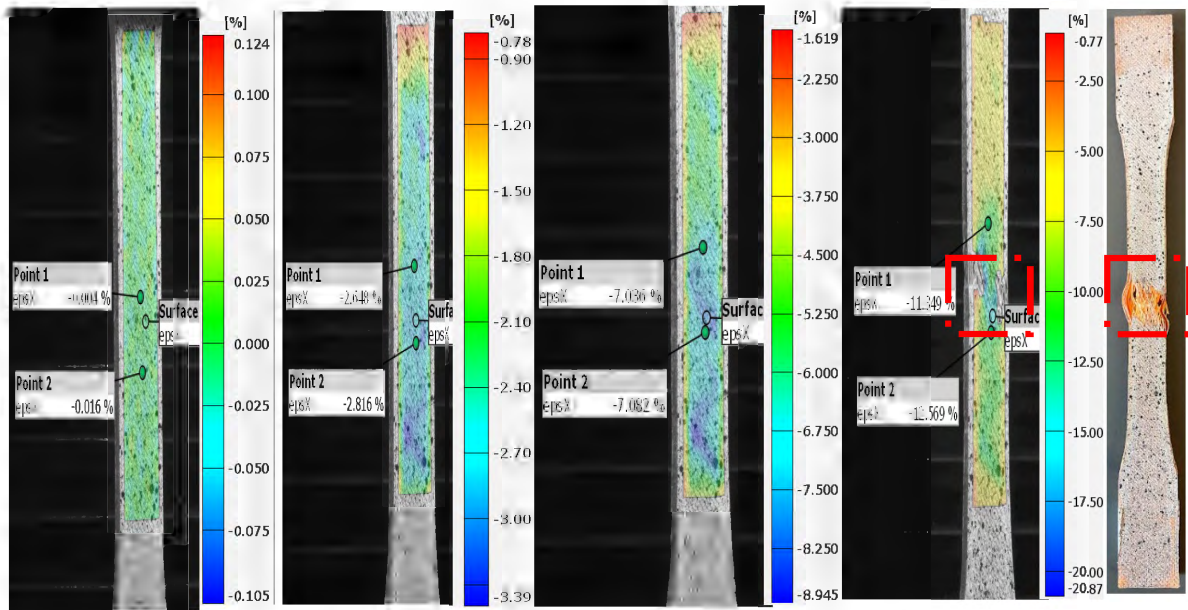 [%]
0.124
0.100
0.075
0.050
0.025
0.000
-0.025
-0.050
-0.075
-0.105
Point 1
epsX
Surface
epsX
Point 2
epsX -0.016 %
[%]
-0.78
-0.90
-1.20
-1.50
-1.80
-2.10
-2.40
-2.70
-3.00
-3.39
Point 1
epsX -2.648 %
Surfa
epsX
Point 2
epsX -2.816 %
[%]
-1.619
-2.250
-3.000
-3.750
-4.500
-5.250
-6.000
-6.750
-7.500
-8.250
-8.945
Point 1
epsX -7.036 %
Surface
epsX
Point 2
epsX -7.082 %
[%]
-0.77
-2.50
-5.00
-7.50
-10.00
-12.50
-15.00
-17.50
-20.00
-20.87
Point 1
epsX -11.349 %
Surfac
epsX
Point 2
epsX